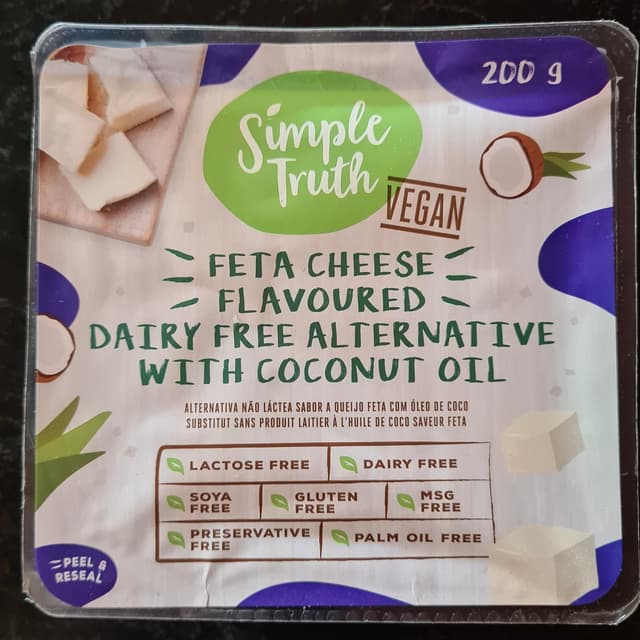 200 g
Simple
Truth
VEGAN
FETA CHEESE
FLAVOURED
DAIRY FREE ALTERNATIVE
WITH COCONUT OIL
ALTERNATIVA NÃO LÁCTEA SABOR A QUEIJO FETA COM ÓLEO DE COCO
SUBSTITUT SANS PRODUIT LAITIER À L'HUILE DE COCO SAVEUR FETA
LACTOSE FREE
DAIRY FREE
SOYA
FREE
GLUTEN
FREE
MSG
FREE
PRESERVATIVE
FREE
PALM OIL FREE
PEEL &
RESEAL